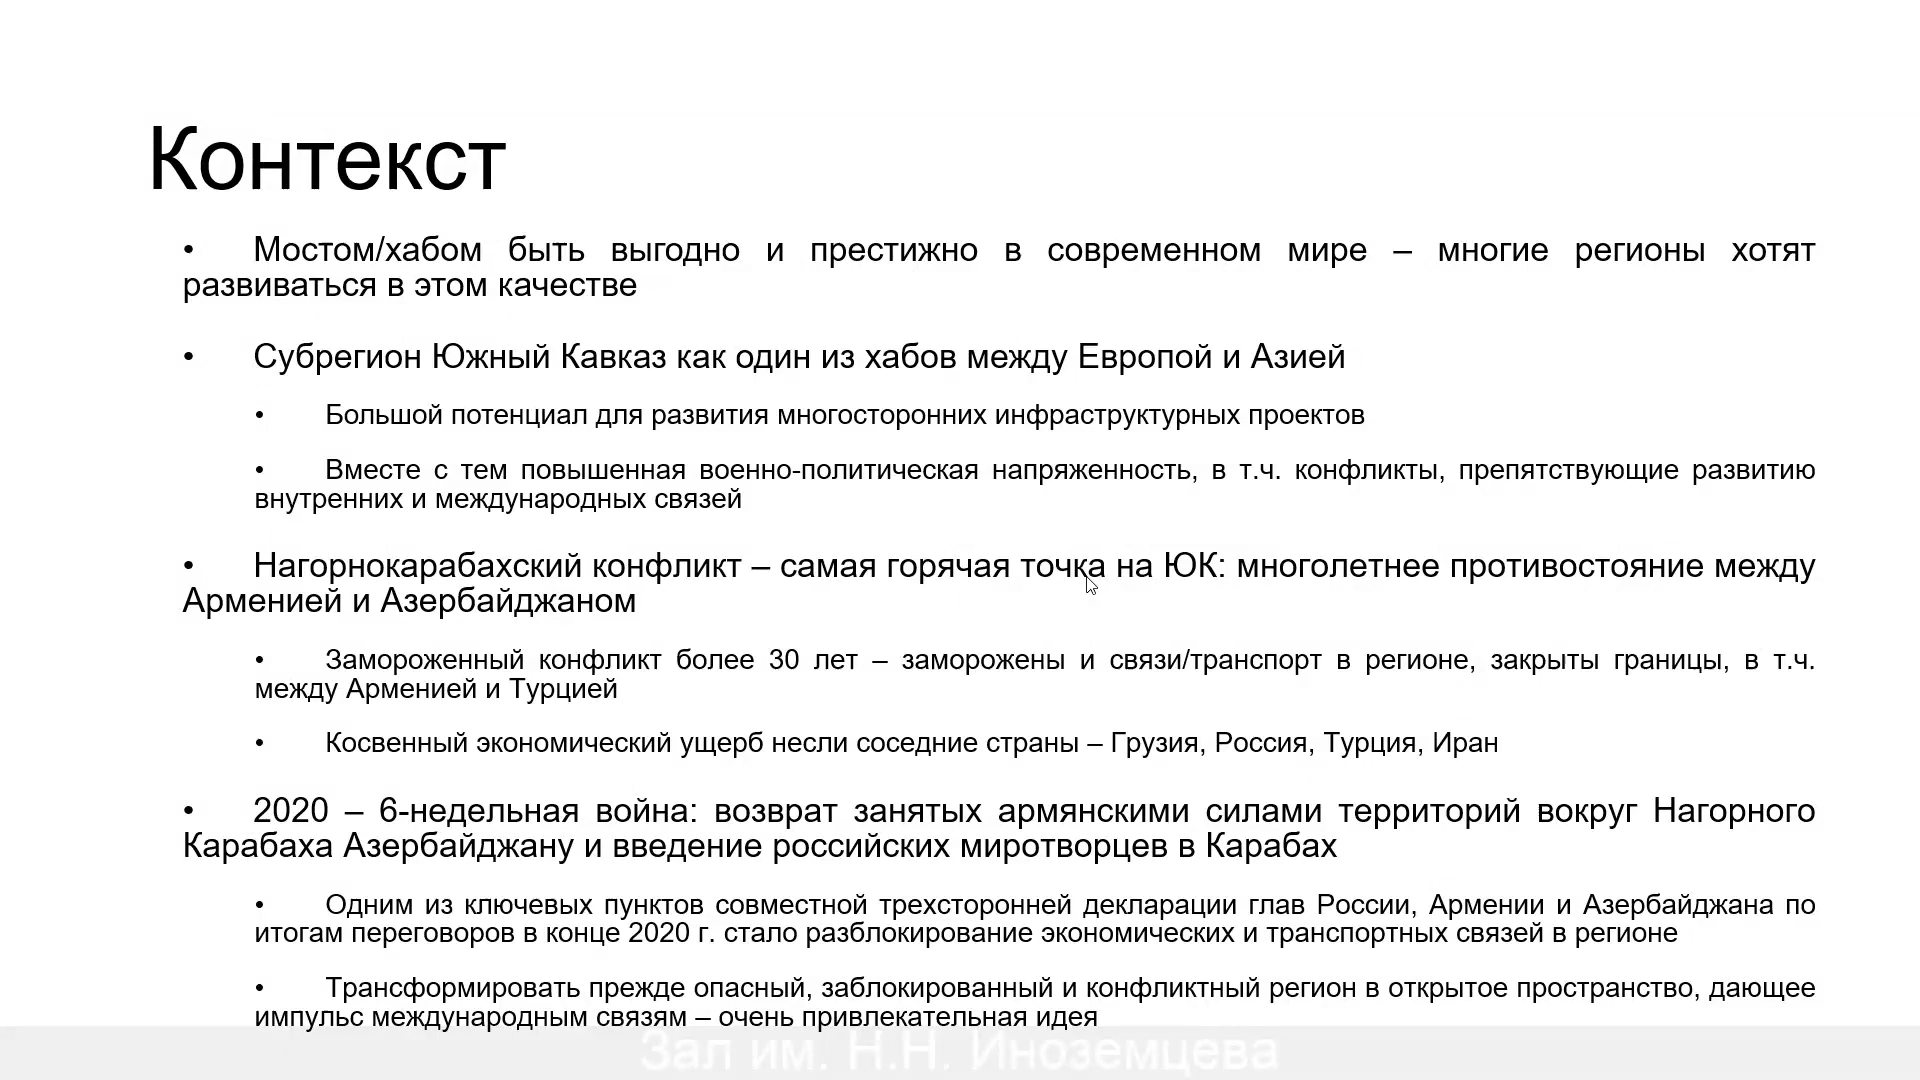 Контекст
• Мостом/хабом быть выгодно и престижно в современном мире – многие регионы хотят
развиваться в этом качестве
• Субрегион Южный Кавказ как один из хабов между Европой и Азией
• Большой потенциал для развития многосторонних инфраструктурных проектов
• Вместе с тем повышенная военно-политическая напряженность, в т.ч. конфликты, препятствующие развитию
внутренних и международных связей
• Нагорнокарабахский конфликт – самая горячая точка на ЮК: многолетнее противостояние между
Арменией и Азербайджаном
• Замороженный конфликт более 30 лет – заморожены и связи/транспорт в регионе, закрыты границы, в т.ч.
между Арменией и Турцией
• Косвенный экономический ущерб несли соседние страны – Грузия, Россия, Турция, Иран
• 2020 – 6-недельная война: возврат занятых армянскими силами территорий вокруг Нагорного
Карабаха Азербайджану и введение российских миротворцев в Карабах
• Одним из ключевых пунктов совместной трехсторонней декларации глав России, Армении и Азербайджана по
итогам переговоров в конце 2020 г. стало разблокирование экономических и транспортных связей в регионе
• Трансформировать прежде опасный, заблокированный и конфликтный регион в открытое пространство, дающее
импульс международным связям – очень привлекательная идея
Зал им. Н.Н. Иноземцева